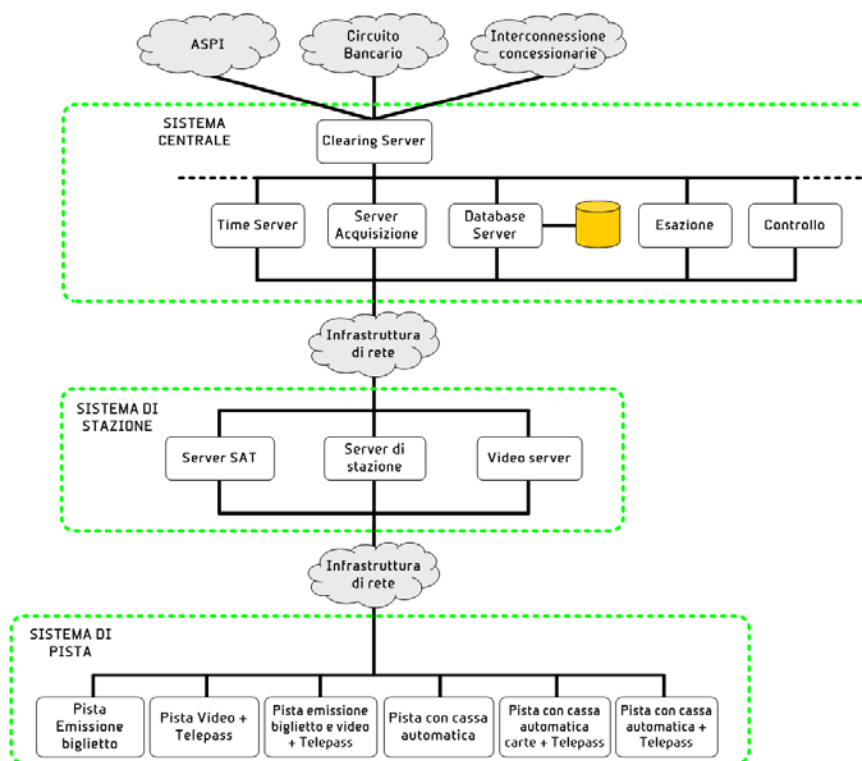 ASPI
Circuito
Bancario
Interconnessione
concessionarie
SISTEMA
CENTRALE
Clearing Server
Time Server
Server
Acquisizione
Database
Server
Esazione
Controllo
Infrastruttura
di rete
SISTEMA DI
STAZIONE
Server SAT
Server di
stazione
Video server
Infrastruttura
di rete
SISTEMA DI
PISTA
Pista
Emissione
biglietto
Pista Video +
Telepass
Pista emissione
biglietto e video
+ Telepass
Pista con cassa
automatica
Pista con cassa
automatica
carte + Telepass
Pista con cassa
automatica +
Telepass